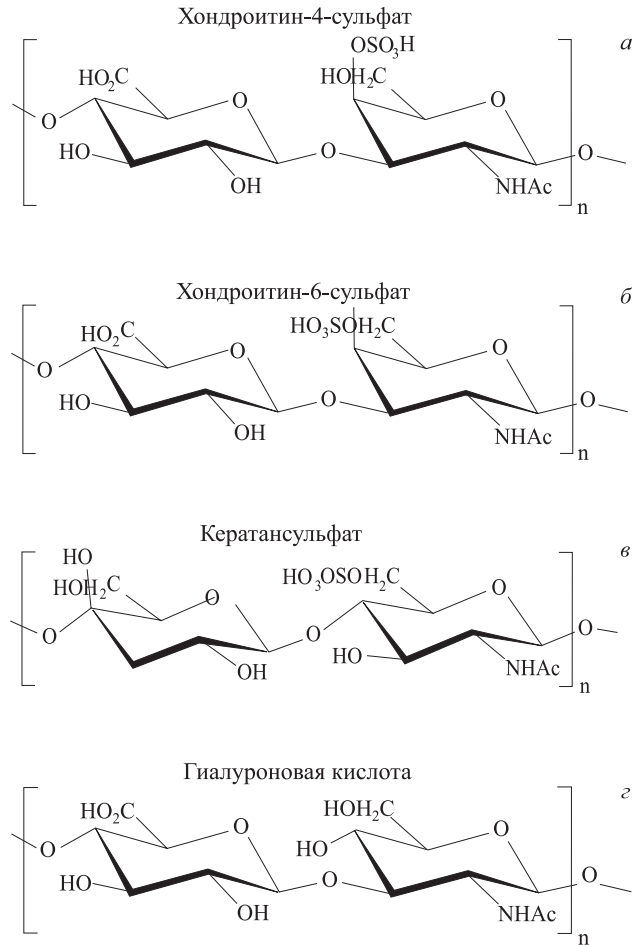 Хондроитин-4-сульфат
а
OSO₃H
HO₂C
HOH₂C
O
O
O
HO
O
O
OH
NHAc
n
Хондроитин-6-сульфат
б
HO₃SOH₂C
HO₂C
O
O
O
HO
O
O
OH
NHAc
n
Кератансульфат
в
HO
HOH₂C
HO₃OSOH₂C
O
O
O
O
O
HO
OH
NHAc
n
Гиалуроновая кислота
г
HO₂C
HOH₂C
O
O
O
HO
HO
O
O
OH
NHAc
n